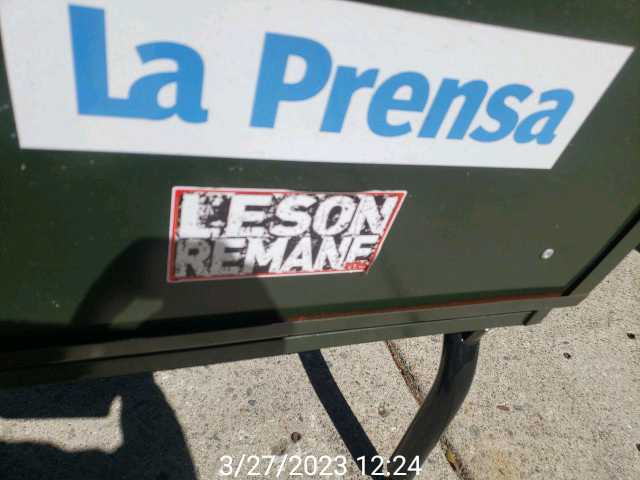 La Prensa
LESON
REMANE
3/27/2023 12:24